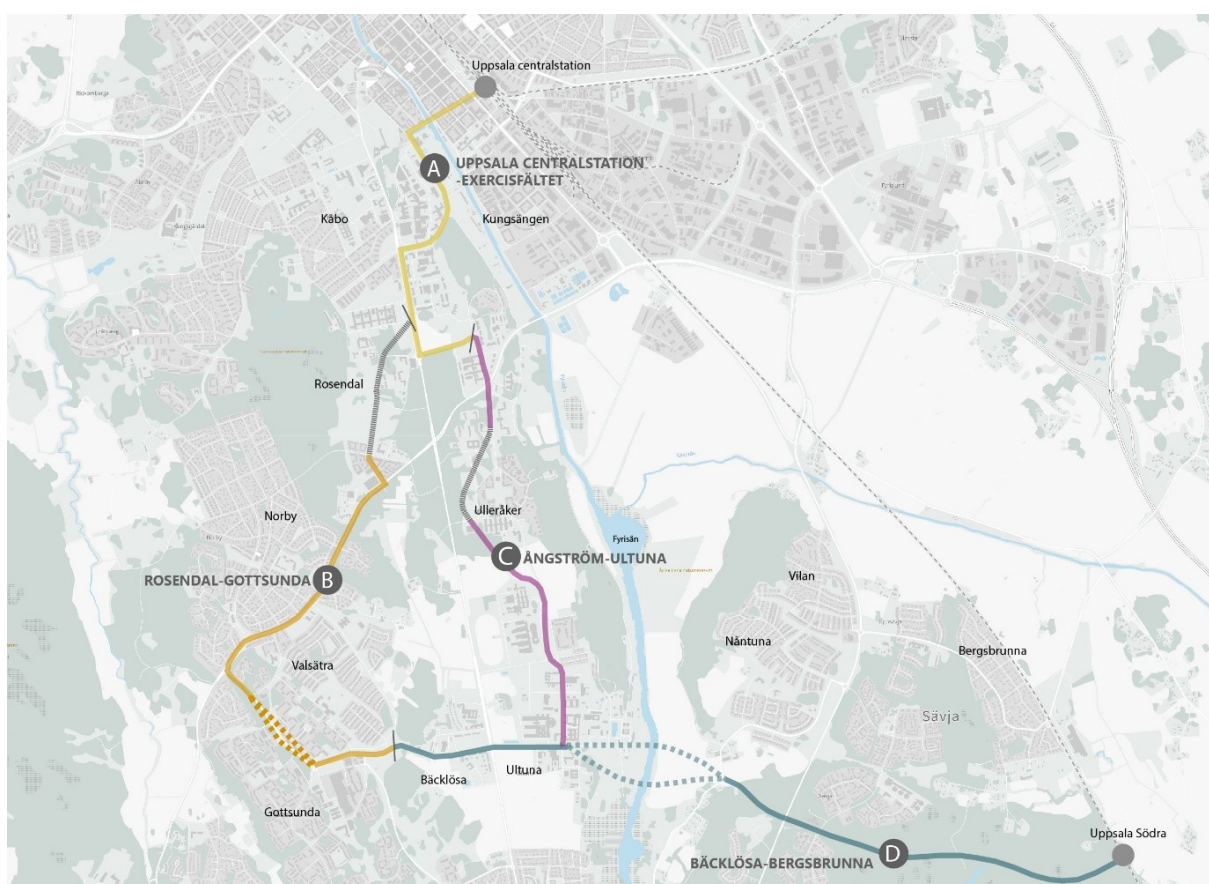 Uppsala centralstation
A
UPPSALA CENTRALSTATION
-EXERCISFÄLTET
Kåbo
Kungsängen
Rosendal
Norby
Ulleråker
Fyrisån
C
ÅNGSTRÖM-ULTUNA
ROSENDAL-GOTTSUNDA
B
Vilan
Nåntuna
Bergsbrunna
Valsätra
Sävja
Bäcklösa
Ultuna
Gottsunda
Uppsala Södra
BÄCKLÖSA-BERGSBRUNNA
D